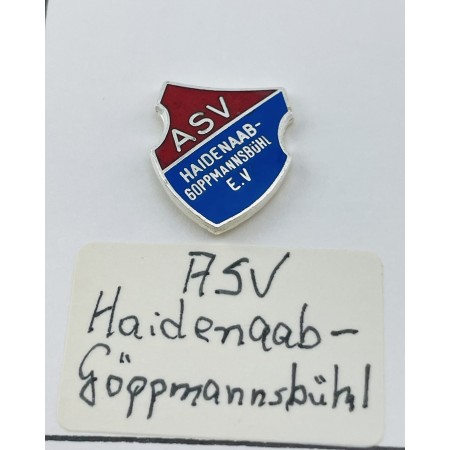 ASV
HAIDENAAB-
GÖPPMANNSBÜHL
E.V
ASV
Haidenaab-
Göppmannsbühl